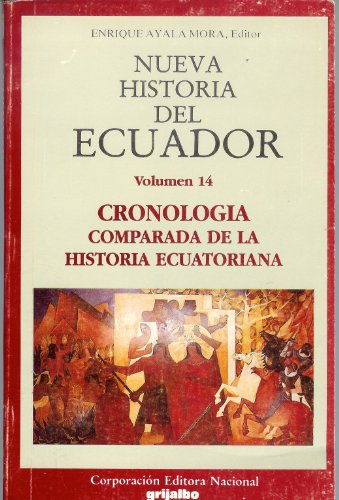 ENRIQUE AYALA MORA, Editor
NUEVA
HISTORIA
DEL
ECUADOR
Volumen 14
CRONOLOGIA
COMPARADA DE LA
HISTORIA ECUATORIANA
Corporación Editora Nacional
grijalbo